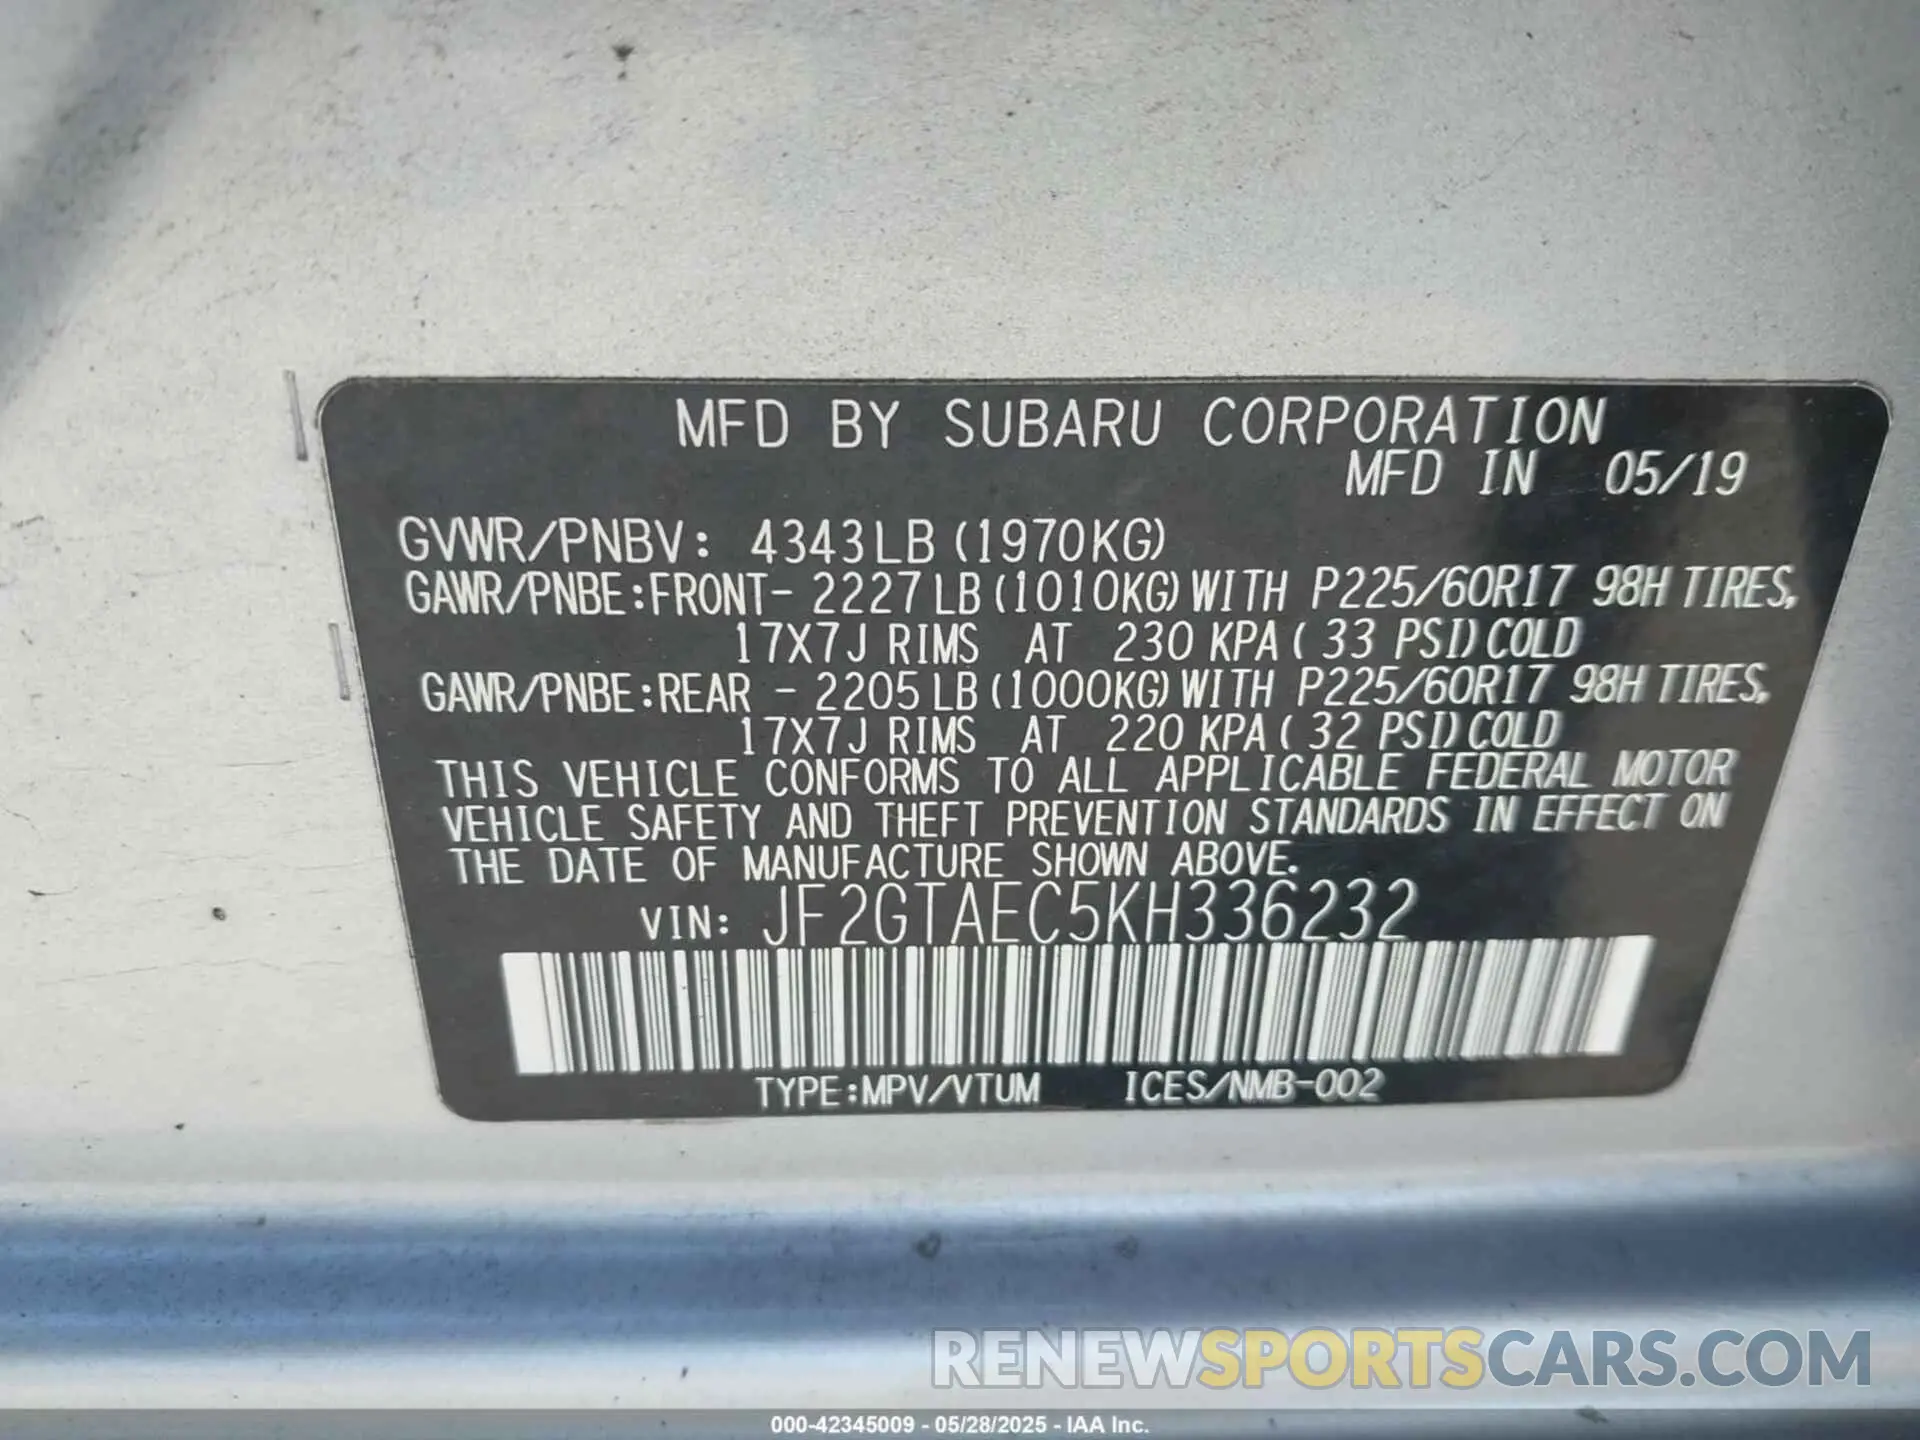 MFD BY SUBARU CORPORATION
MFD IN 05/19
GVWR/PNBV: 4343LB (1970KG)
GAWR/PNBE:FRONT- 2227LB (1010KG) WITH P225/60R17 98H TIRES,
17X7J RIMS AT 230 KPA ( 33 PSI) COLD
GAWR/PNBE:REAR - 2205LB (1000KG) WITH P225/60R17 98H TIRES,
17X7J RIMS AT 220 KPA ( 32 PSI) COLD
THIS VEHICLE CONFORMS TO ALL APPLICABLE FEDERAL MOTOR
VEHICLE SAFETY AND THEFT PREVENTION STANDARDS IN EFFECT ON
THE DATE OF MANUFACTURE SHOWN ABOVE.
VIN: JF2GTAEC5KH336232
TYPE:MPV/VTUM ICES/NMB-002
RENEWSPORTSCARS.COM
000-42345009 - 05/28/2025 - IAA Inc.